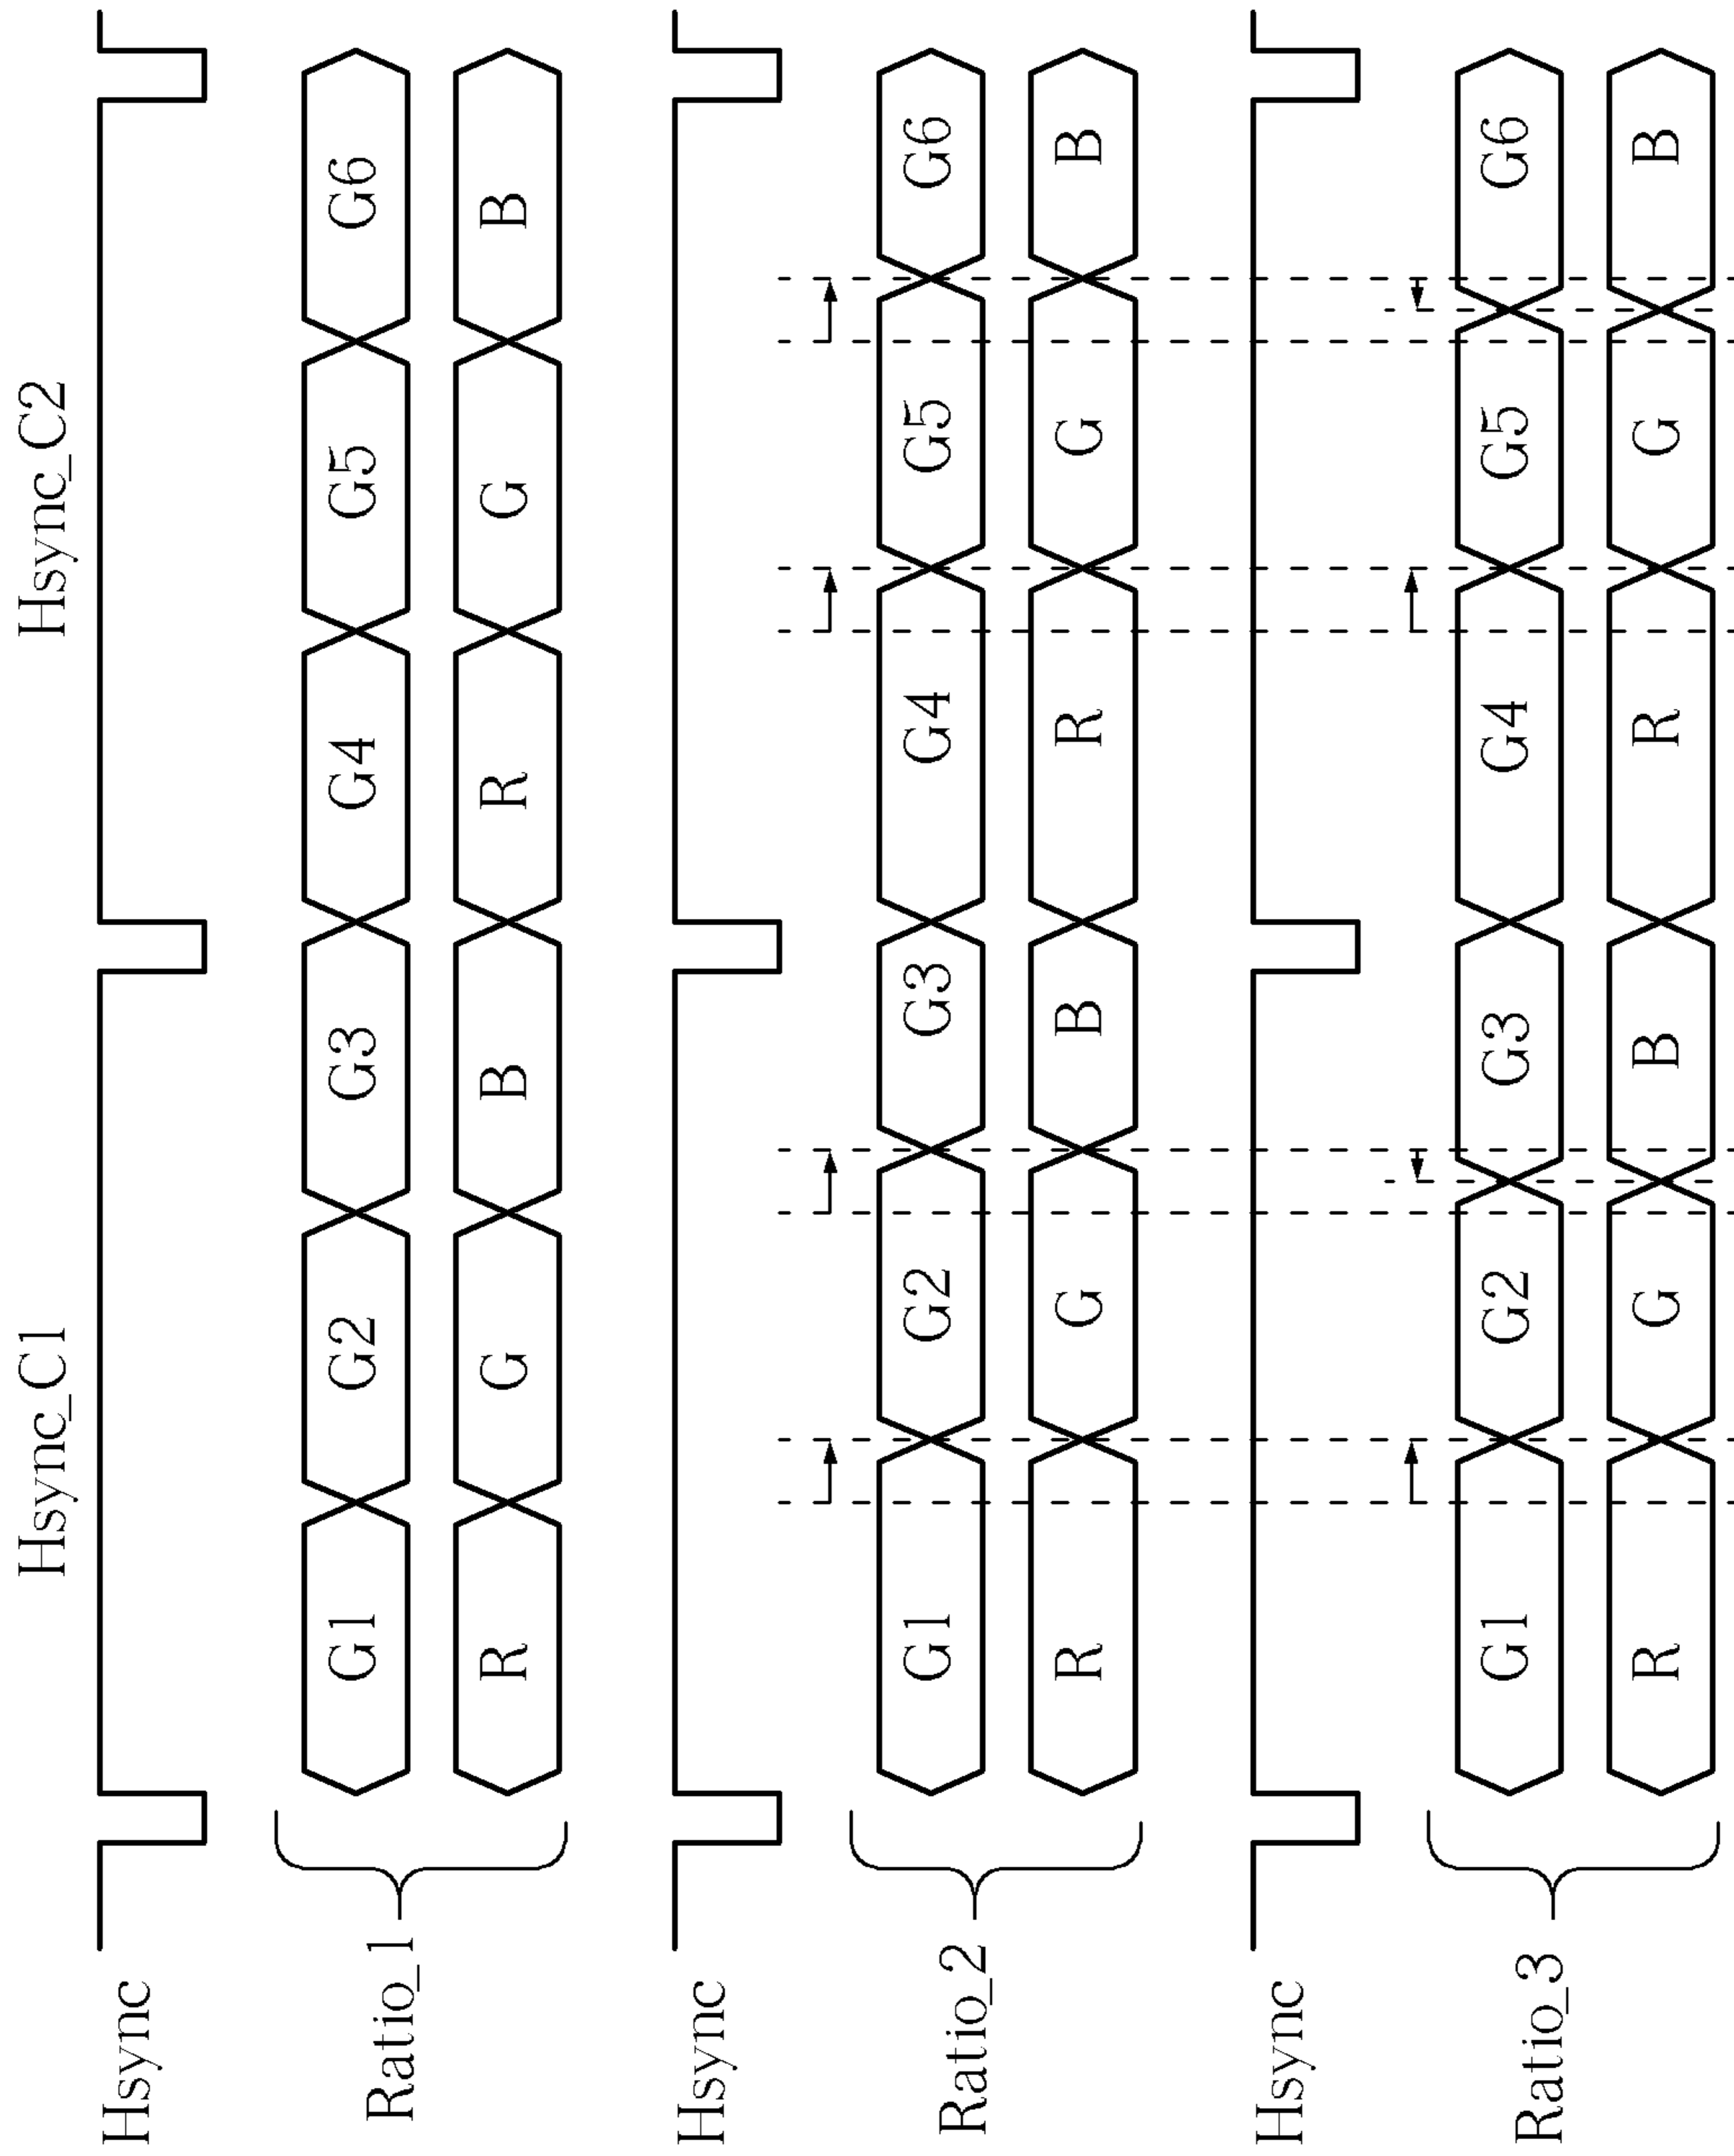 Hsync_C1 Hsync_C2
Hsync
Ratio_1
G1 G2 G3 G4 G5 G6
R G B R G B
Hsync
Ratio_2
G1 G2 G3 G4 G5 G6
R G B R G B
Hsync
Ratio_3
G1 G2 G3 G4 G5 G6
R G B R G B